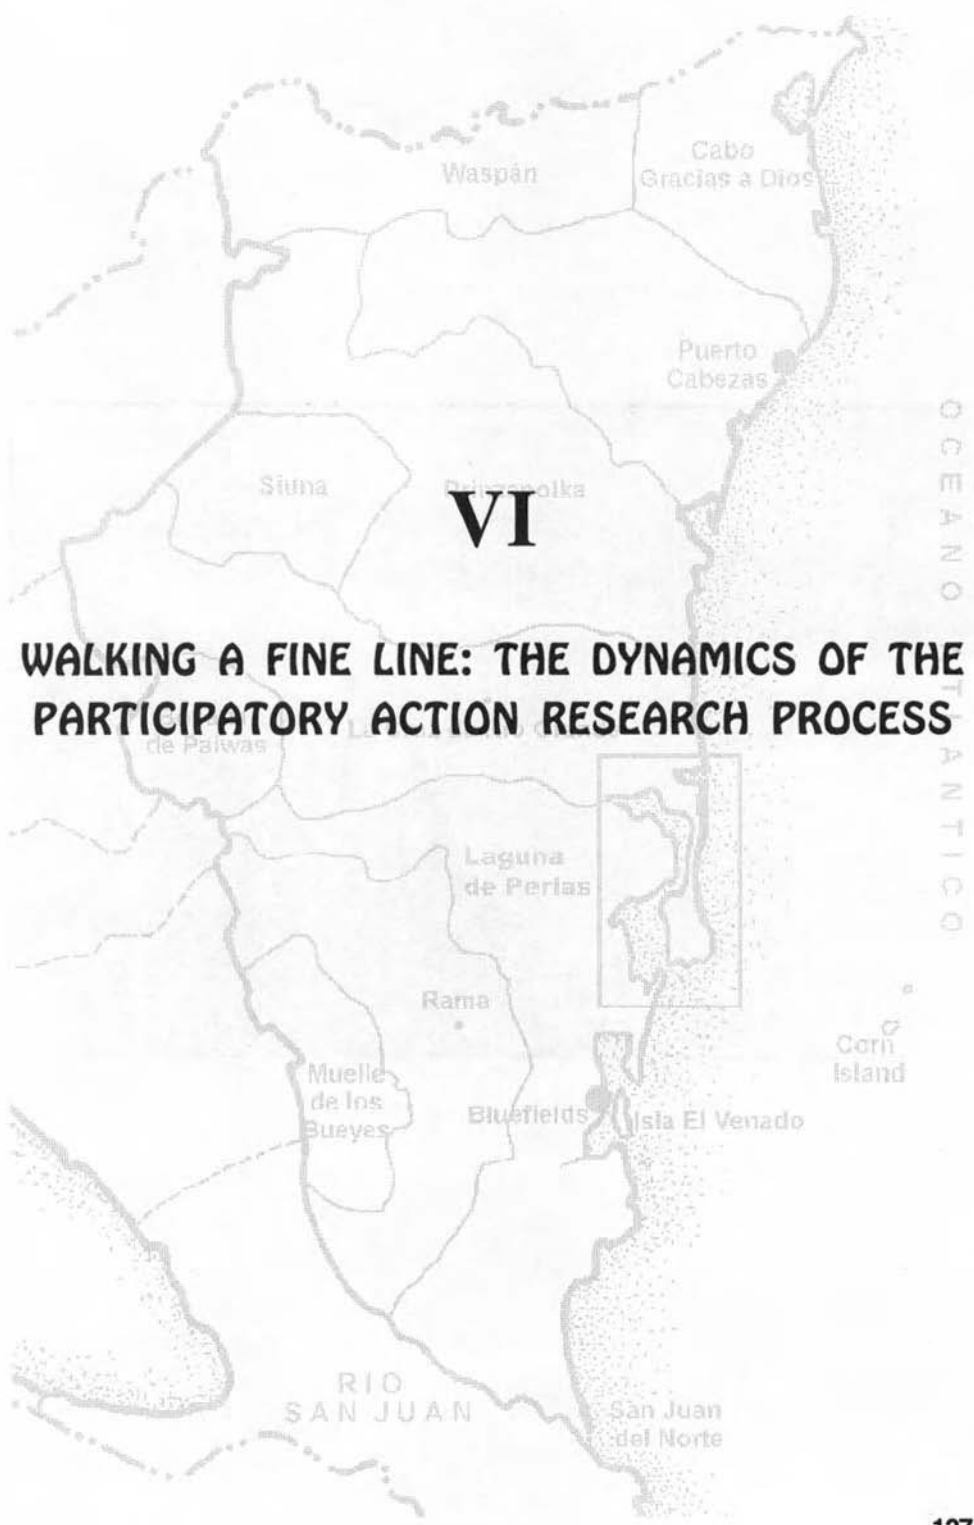 Waspán
Cabo
Gracias a Dios
Puerto
Cabezas
Siuna
Prinzapolka
VI
OCEANO ATLANTICO
WALKING A FINE LINE: THE DYNAMICS OF THE
PARTICIPATORY ACTION RESEARCH PROCESS
de Paiwas
Laguna
de Perlas
Rama
Corn
Island
Muelle
de los
Bueyes
Bluefields
Isla El Venado
RIO
SAN JUAN
San Juan
del Norte